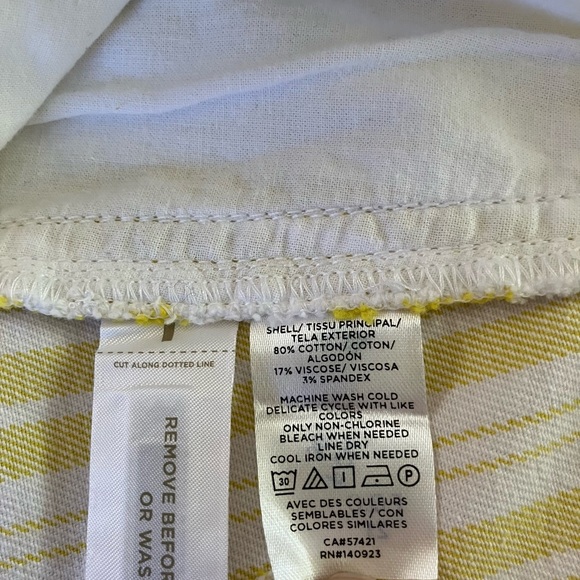 CUT ALONG DOTTED LINE
REMOVE BEFOR
OR WAS
SHELL/ TISSU PRINCIPAL/
TELA EXTERIOR
80% COTTON/ COTON/
ALGODÓN
17% VISCOSE/ VISCOSA
3% SPANDEX
MACHINE WASH COLD
DELICATE CYCLE WITH LIKE
COLORS
ONLY NON-CHLORINE
BLEACH WHEN NEEDED
LINE DRY
COOL IRON WHEN NEEDED
30 P
AVEC DES COULEURS
SEMBLABLES / CON
COLORES SIMILARES
CA#57421
RN#140923